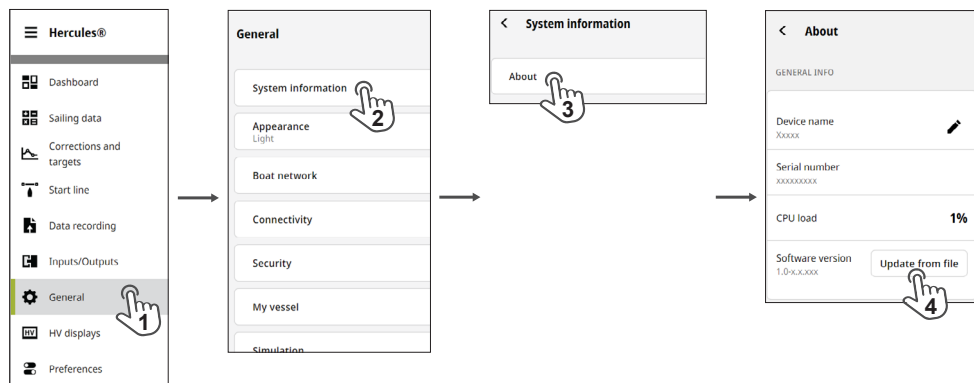 Hercules®
Dashboard
Sailing data
Corrections and
targets
Start line
Data recording
Inputs/Outputs
General
1
HV HV displays
Preferences
General
System information
2
Appearance
Light
Boat network
Connectivity
Security
My vessel
Simulation
System information
About
3
About
GENERAL INFO
Device name
Xxxxx
Serial number
xxxxxxxxx
CPU load 1%
Software version
1.0-x.x.xxx
Update from file
4